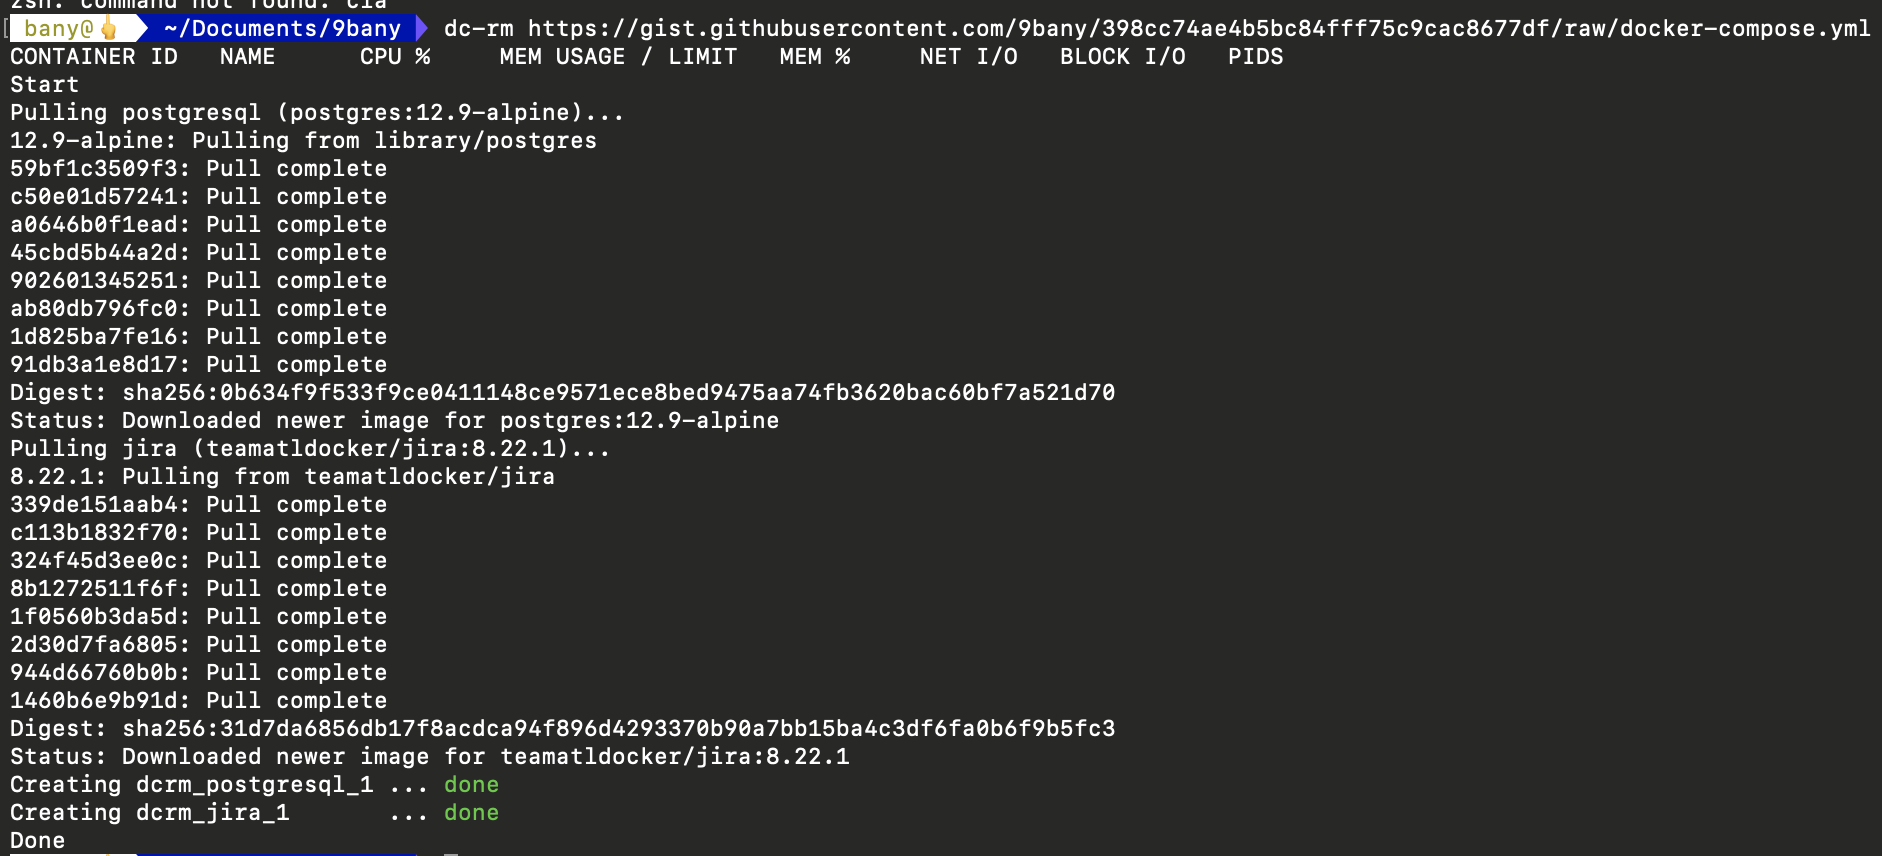 zsh: command not found: cla
bany@🖕 ~/Documents/9bany dc-rm https://gist.githubusercontent.com/9bany/398cc74ae4b5bc84fff75c9cac8677df/raw/docker-compose.yml
CONTAINER ID   NAME      CPU %     MEM USAGE / LIMIT   MEM %     NET I/O   BLOCK I/O   PIDS
Start
Pulling postgresql (postgres:12.9-alpine)...
12.9-alpine: Pulling from library/postgres
59bf1c3509f3: Pull complete
c50e01d57241: Pull complete
a0646b0f1ead: Pull complete
45cbd5b44a2d: Pull complete
902601345251: Pull complete
ab80db796fc0: Pull complete
1d825ba7fe16: Pull complete
91db3a1e8d17: Pull complete
Digest: sha256:0b634f9f533f9ce0411148ce9571ece8bed9475aa74fb3620bac60bf7a521d70
Status: Downloaded newer image for postgres:12.9-alpine
Pulling jira (teamatldocker/jira:8.22.1)...
8.22.1: Pulling from teamatldocker/jira
339de151aab4: Pull complete
c113b1832f70: Pull complete
324f45d3ee0c: Pull complete
8b1272511f6f: Pull complete
1f0560b3da5d: Pull complete
2d30d7fa6805: Pull complete
944d66760b0b: Pull complete
1460b6e9b91d: Pull complete
Digest: sha256:31d7da6856db17f8acdca94f896d4293370b90a7bb15ba4c3df6fa0b6f9b5fc3
Status: Downloaded newer image for teamatldocker/jira:8.22.1
Creating dcrm_postgresql_1 ... done
Creating dcrm_jira_1       ... done
Done